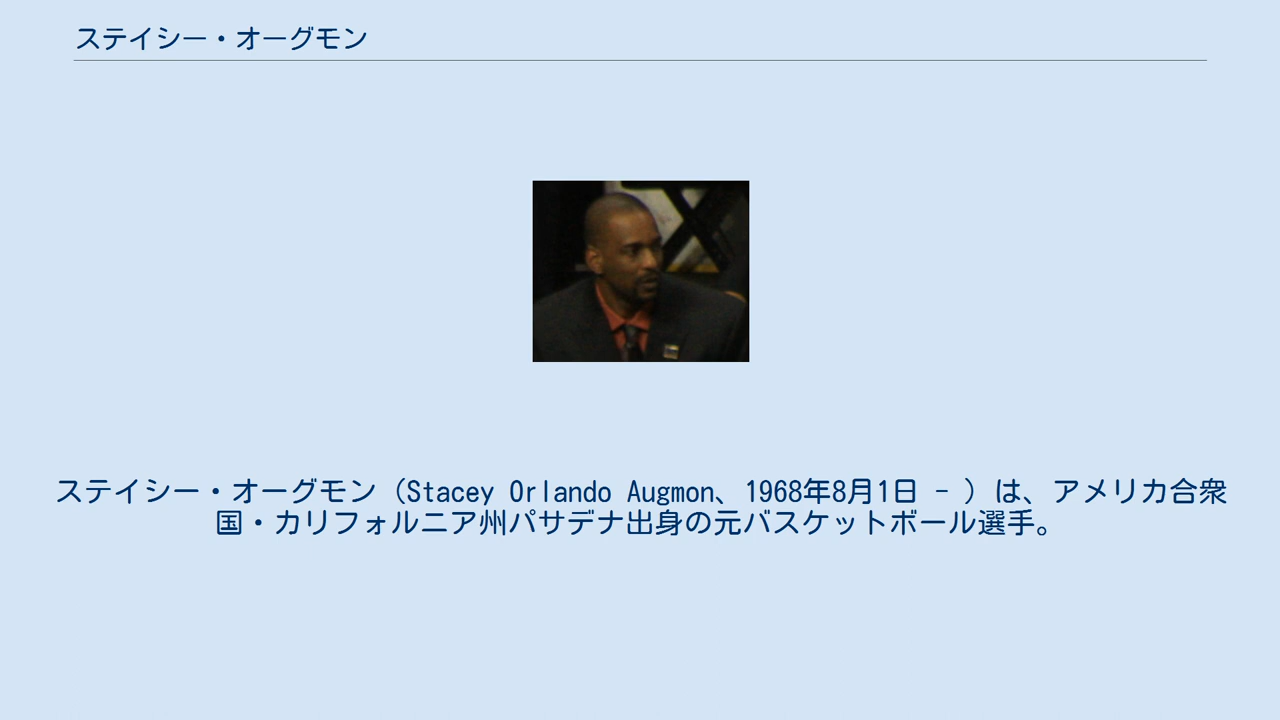 ステイシー・オーグモン
ステイシー・オーグモン（Stacey Orlando Augmon、1968年8月1日 - ）は、アメリカ合衆
国・カリフォルニア州パサデナ出身の元バスケットボール選手。